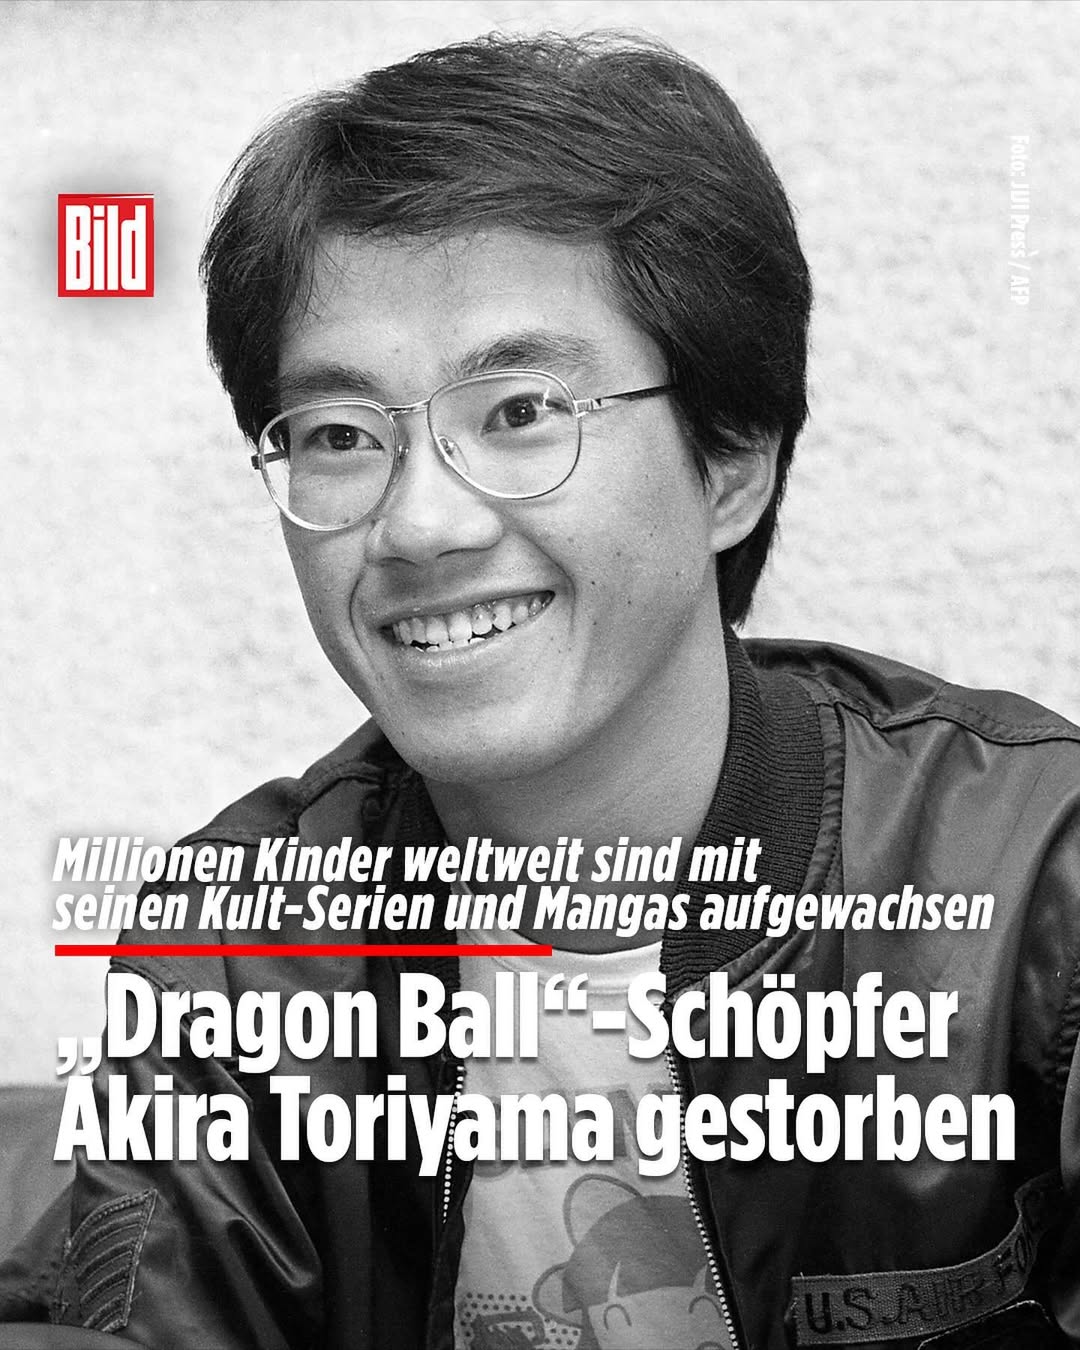 Foto: JIJI Press / AFP
Bild
Millionen Kinder weltweit sind mit
seinen Kult-Serien und Mangas aufgewachsen
„Dragon Ball“-Schöpfer
Akira Toriyama gestorben
U.S. AIR FO